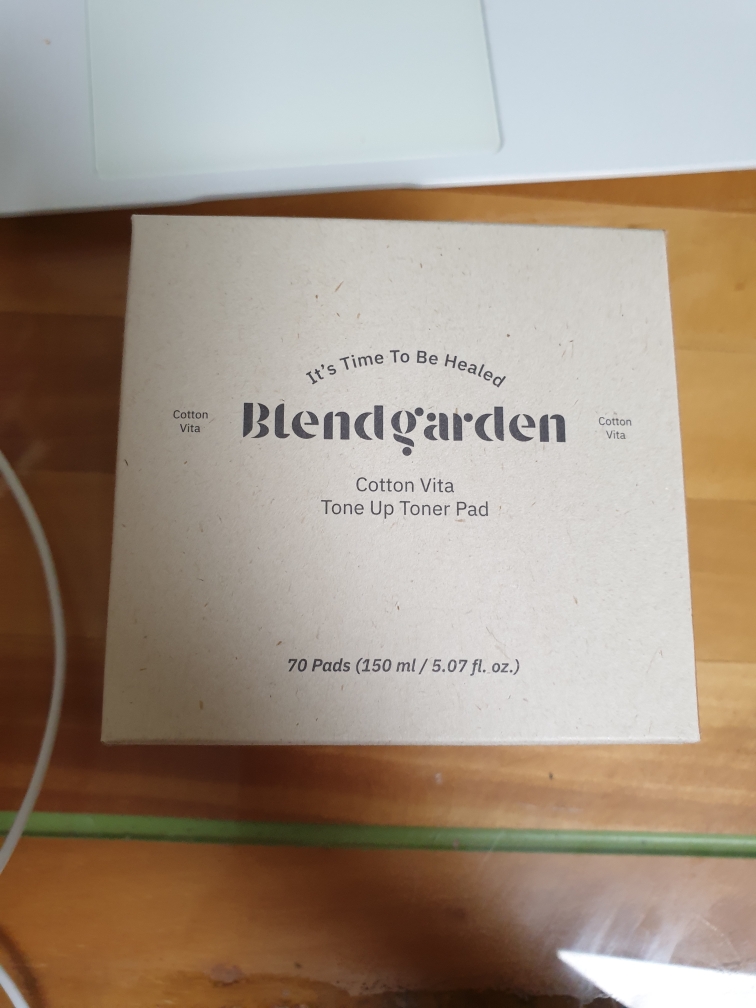 It's Time To Be Healed
Blendgarden
Cotton
Vita
Cotton
Vita
Cotton Vita
Tone Up Toner Pad
70 Pads (150 ml / 5.07 fl. oz.)